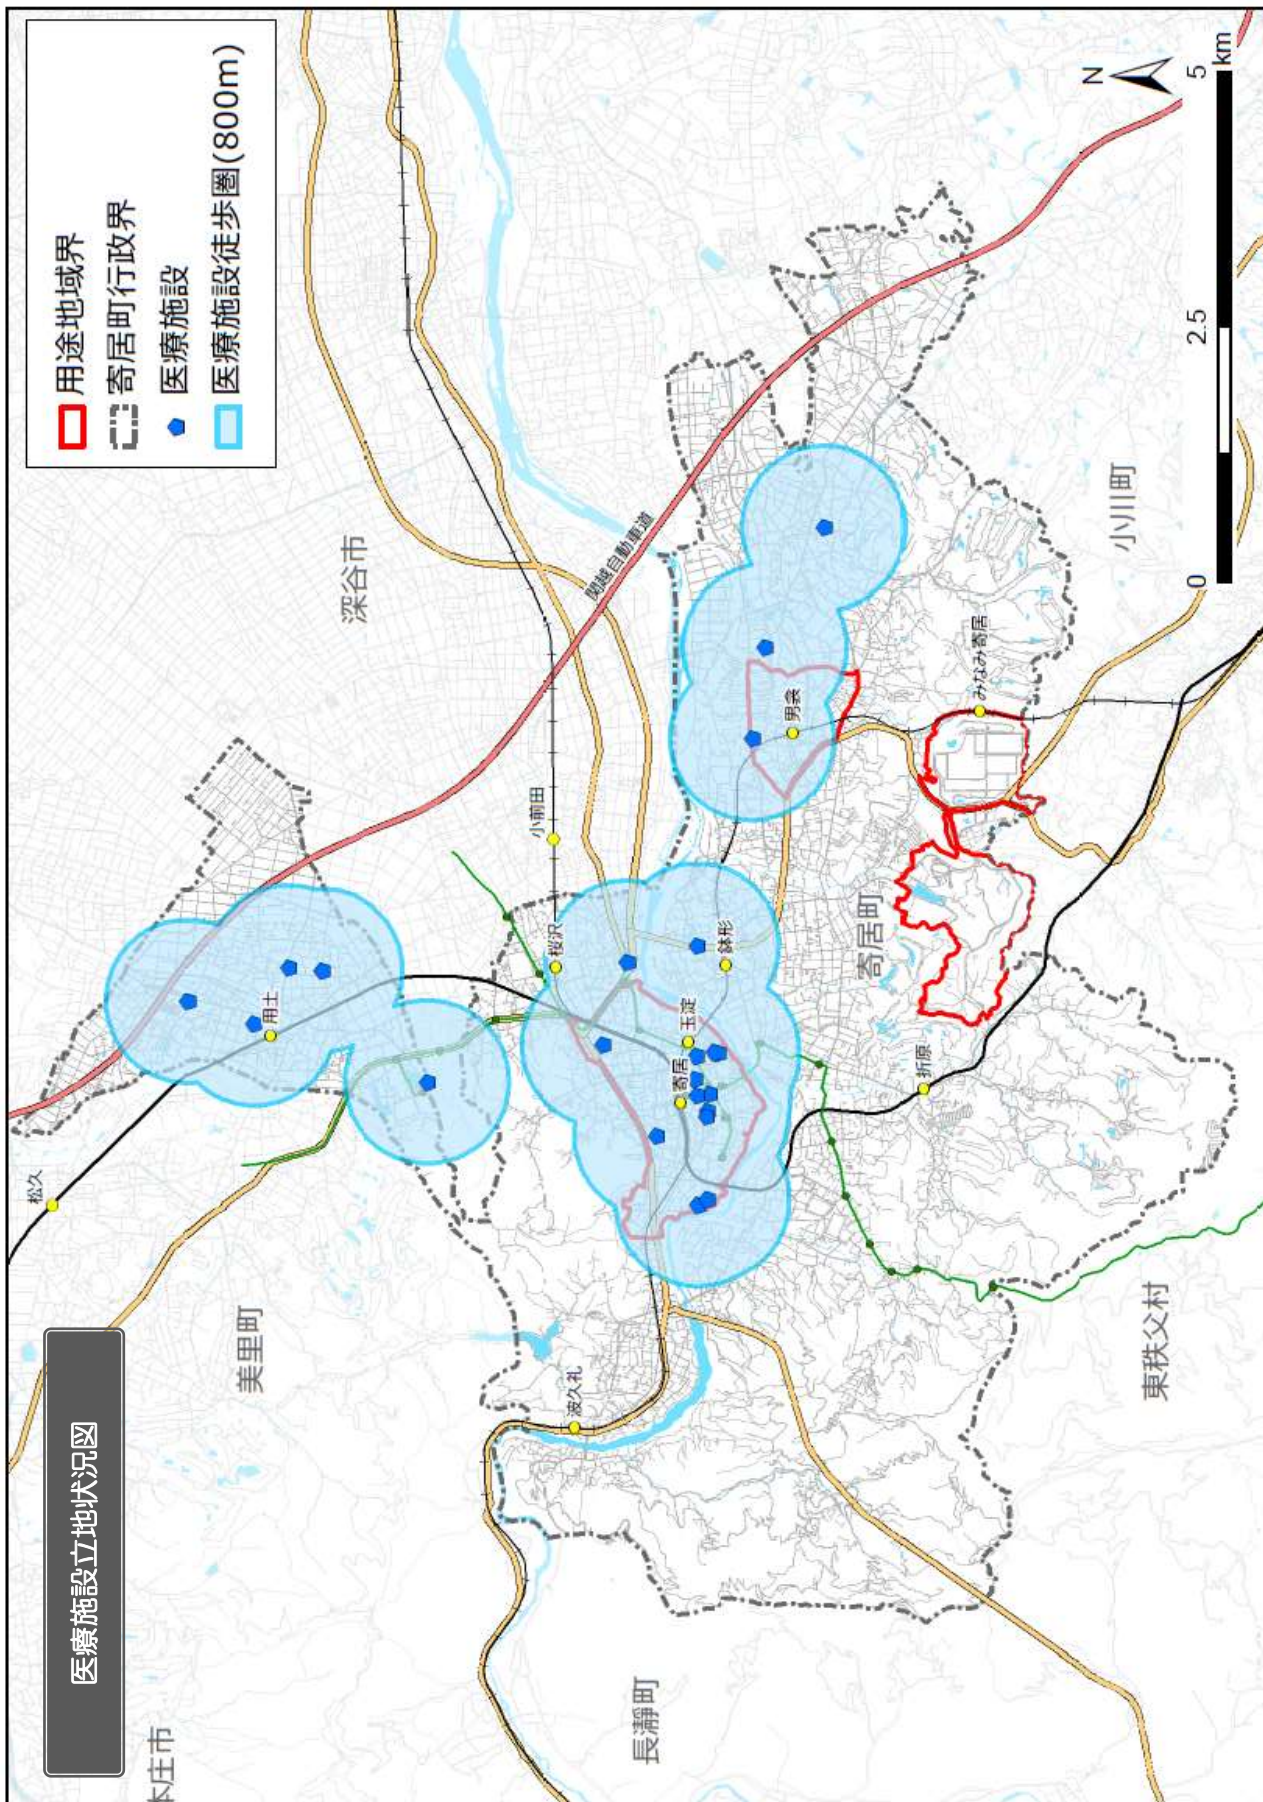 医療施設立地状況図
用途地域界
寄居町行政界
医療施設
医療施設徒歩圏(800m)
本庄市
美里町
深谷市
長瀞町
寄居町
東秩父村
小川町
松久
用土
小前田
桜沢
波久礼
寄居
玉淀
鉢形
男衾
折原
みなみ寄居
関越自動車道
N
0 2.5 5
km